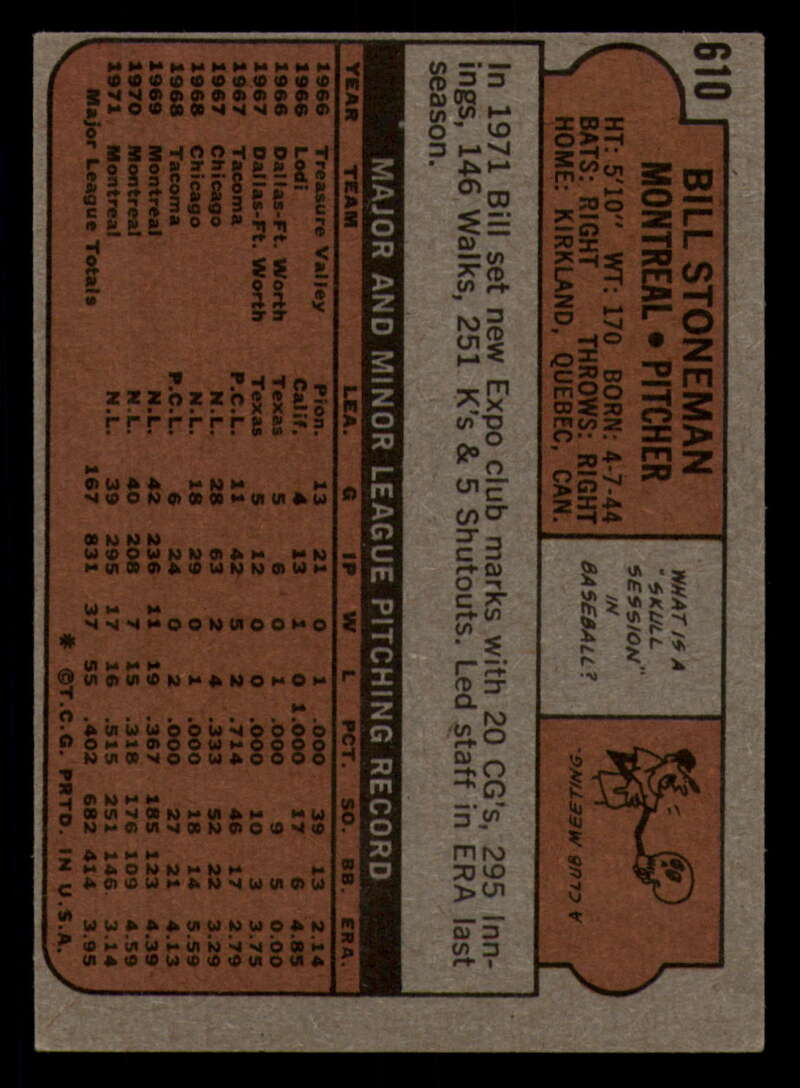 610
BILL STONEMAN
MONTREAL • PITCHER
HT: 5'10" WT: 170 BORN: 4-7-44
BATS: RIGHT THROWS: RIGHT
HOME: KIRKLAND, QUEBEC, CAN.
WHAT IS A
"SKULL
SESSION"
IN
BASEBALL?
A CLUB MEETING.
In 1971 Bill set new Expo club marks with 20 CG's, 295 Inn-
ings, 146 Walks, 251 K's & 5 Shutouts. Led staff in ERA last
season.
MAJOR AND MINOR LEAGUE PITCHING RECORD
YEAR TEAM LEA. G IP W L PCT. SO. BB. ERA.
1966 Treasure Valley Pion. 13 21 0 1 .000 39 13 2.14
1966 Lodi Calif. 4 13 1 0 1.000 17 6 4.85
1966 Dallas-Ft. Worth Texas 5 6 0 1 .000 9 5 0.00
1967 Dallas-Ft. Worth Texas 5 12 0 0 .000 10 3 3.75
1967 Tacoma P.C.L. 11 42 5 2 .714 46 17 2.79
1967 Chicago N.L. 28 63 2 4 .333 52 22 3.29
1968 Chicago N.L. 18 29 0 1 .000 18 14 5.59
1968 Tacoma P.C.L. 6 24 0 2 .000 27 21 4.13
1969 Montreal N.L. 42 236 11 19 .367 185 123 4.39
1970 Montreal N.L. 40 208 7 15 .318 176 109 4.59
1971 Montreal N.L. 39 295 17 16 .515 251 146 3.14
Major League Totals 167 831 37 55 .402 682 414 3.95
* ©T.C.G. PRTD. IN U.S.A.